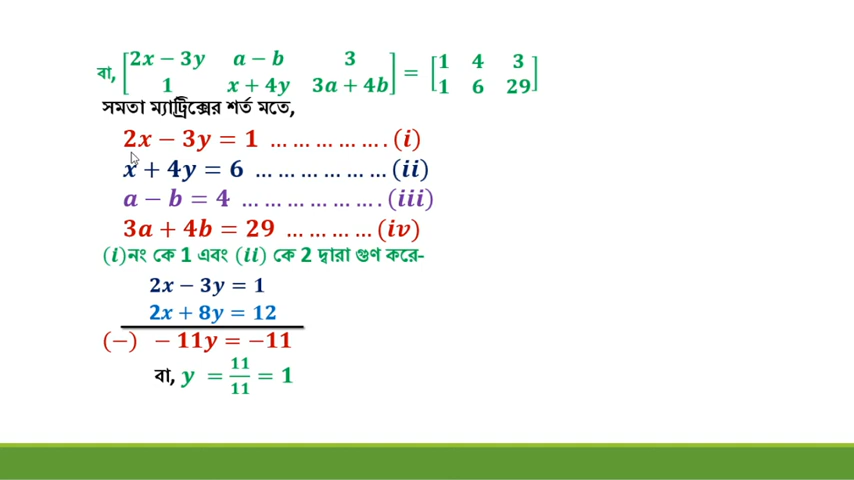 বা, [2x − 3y a − b 3] = [1 4 3]
[1 x + 4y 3a + 4b] [1 6 29]
সমতা ম্যাট্রিক্সের শর্ত মতে,
2x − 3y = 1 … … … … … . (i)
x + 4y = 6 … … … … … … (ii)
a − b = 4 … … … … … … . (iii)
3a + 4b = 29 … … … … (iv)
(i)নং কে 1 এবং (ii) কে 2 দ্বারা গুণ করে-
2x − 3y = 1
2x + 8y = 12
(−) − 11y = −11
বা, y = 11/11 = 1